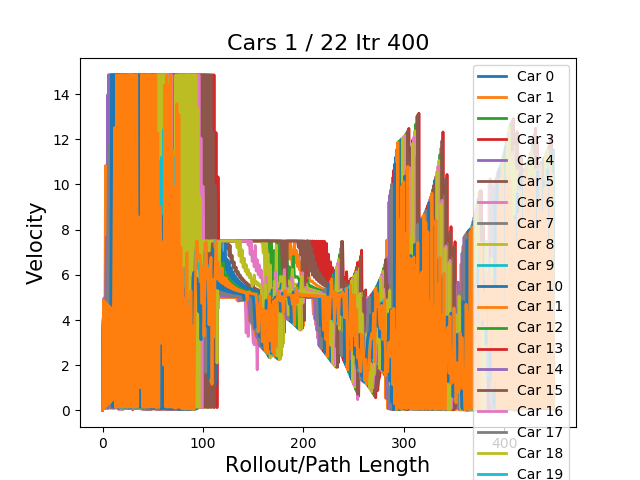 Cars 1 / 22 Itr 400
Velocity
14
12
10
8
6
4
2
0
0
100
200
300
400
Rollout/Path Length
Car 0
Car 1
Car 2
Car 3
Car 4
Car 5
Car 6
Car 7
Car 8
Car 9
Car 10
Car 11
Car 12
Car 13
Car 14
Car 15
Car 16
Car 17
Car 18
Car 19